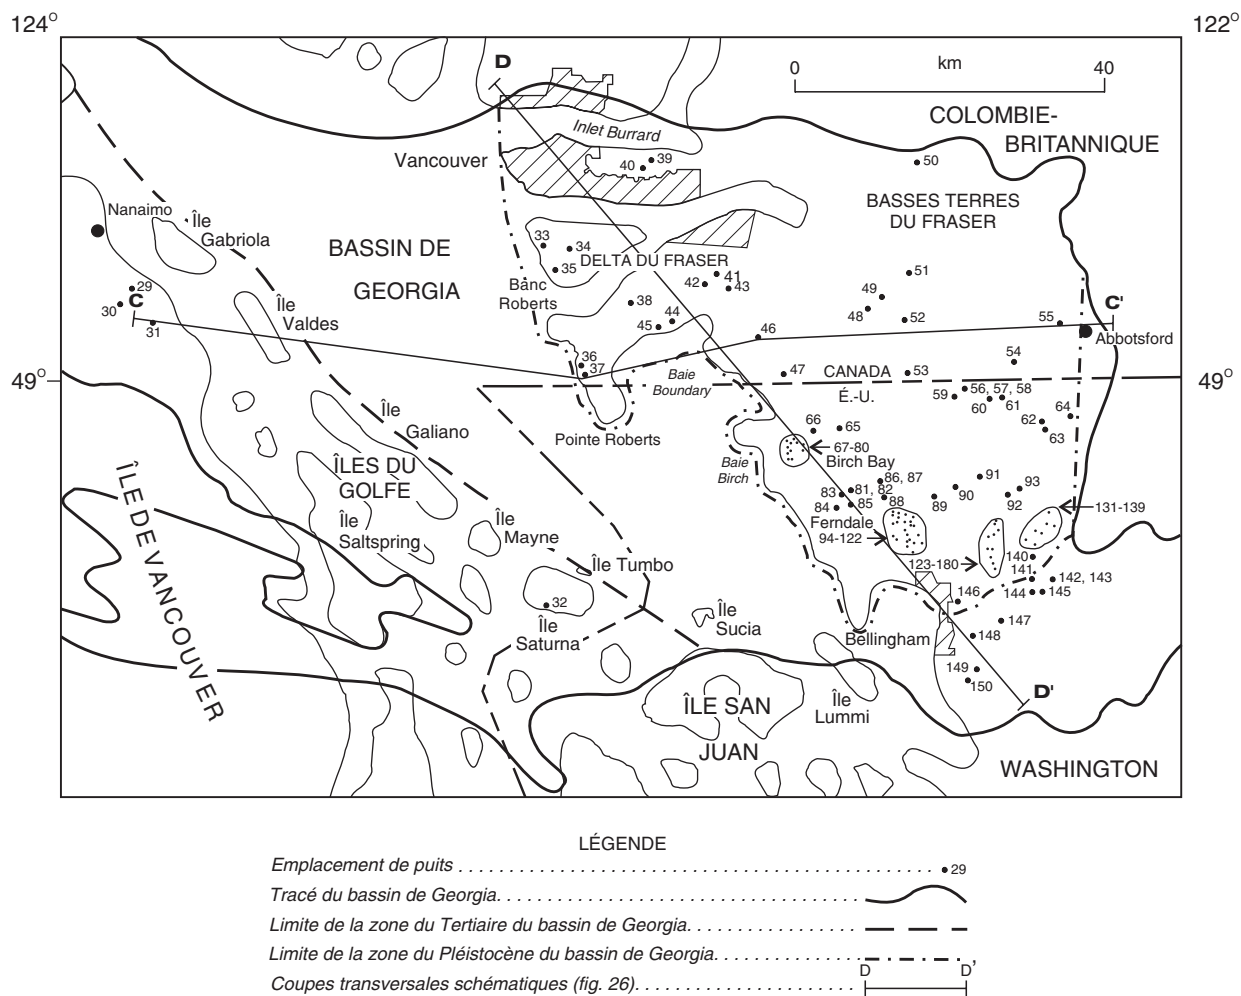 124°
122°
D
0
km
40
COLOMBIE-
BRITANNIQUE
Inlet Burrard
Vancouver
40
39
50
Nanaimo
Île
Gabriola
BASSES TERRES
DU FRASER
BASSIN DE
GEORGIA
33
34
35
DELTA DU FRASER
Banc
Roberts
41
42
43
51
49
48
52
29
30
C
31
Île
Valdes
38
44
45
46
55
C'
Abbotsford
36
37
47
53
54
49°
49°
Baie
Boundary
CANADA
É.-U.
56, 57, 58
59
60
61
62
63
64
Île
Galiano
Pointe Roberts
66
65
67-80
Birch Bay
Baie
Birch
ÎLES DU
GOLFE
Île
Saltspring
ÎLE DE VANCOUVER
83
81, 82
86, 87
84
85
88
89
90
91
93
92
131-139
Ferndale
94-122
123-180
140
141
142, 143
144
145
146
147
148
149
150
Île
Mayne
Île Tumbo
32
Île
Saturna
Île
Sucia
Bellingham
Île
Lummi
D'
ÎLE SAN
JUAN
WASHINGTON
LÉGENDE
Emplacement de puits 29
Tracé du bassin de Georgia
Limite de la zone du Tertiaire du bassin de Georgia
Limite de la zone du Pléistocène du bassin de Georgia
Coupes transversales schématiques (fig. 26) D D'